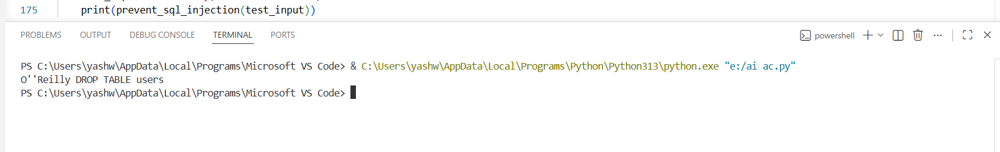 175 print(prevent_sql_injection(test_input))
PROBLEMS OUTPUT DEBUG CONSOLE TERMINAL PORTS powershell
PS C:\Users\yashw\AppData\Local\Programs\Microsoft VS Code> & C:\Users\yashw\AppData\Local\Programs\Python\Python313\python.exe "e:/ai ac.py"
O''Reilly DROP TABLE users
PS C:\Users\yashw\AppData\Local\Programs\Microsoft VS Code>